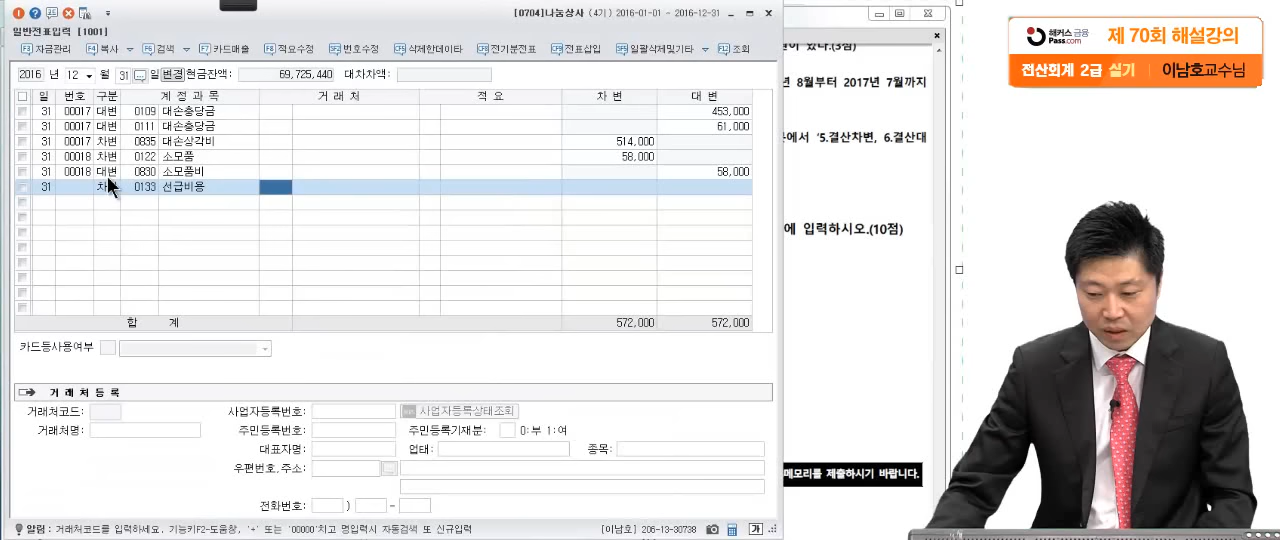 [0704]나눔상사 (4기) 2016-01-01 ~ 2016-12-31
일반전표입력 [1001]
F3 자금관리 F4 복사 F6 검색 F7 카드매출 F8 적요수정 번호수정 삭제한데이타 전기분전표 전표삽입 일괄삭제및기타 조회
2016 년 12 월 31 일 변경 현금잔액: 69,725,440 대차차액:
일 번호 구분 계정과목 거래처 적요 차변 대변
31 00017 대변 0109 대손충당금 453,000
31 00017 대변 0111 대손충당금 61,000
31 00017 차변 0835 대손상각비 514,000
31 00018 차변 0122 소모품 58,000
31 00018 대변 0830 소모품비 58,000
31 차 0133 선급비용
합 계 572,000 572,000
카드등사용여부
거래처등록
거래처코드: 사업자등록번호: 사업자등록상태조회
거래처명: 주민등록번호: 주민등록기재분: 0:부 1:여
대표자명: 업태: 종목:
우편번호,주소:
전화번호: ) -
알림 : 거래처코드를 입력하세요. 기능키F2-도움창, '+' 또는 '00000'치고 명입력시 자동검색 또 신규입력 [이남호] 206-13-30738 가
있다.(3점)
년 8월부터 2017년 7월까지
에서 '5.결산차변, 6.결산대
에 입력하시오.(10점)
메모리를 제출하시기 바랍니다.
해커스 금융
Pass.com
제 70회 해설강의
전산회계 2급 실기 이남호교수님